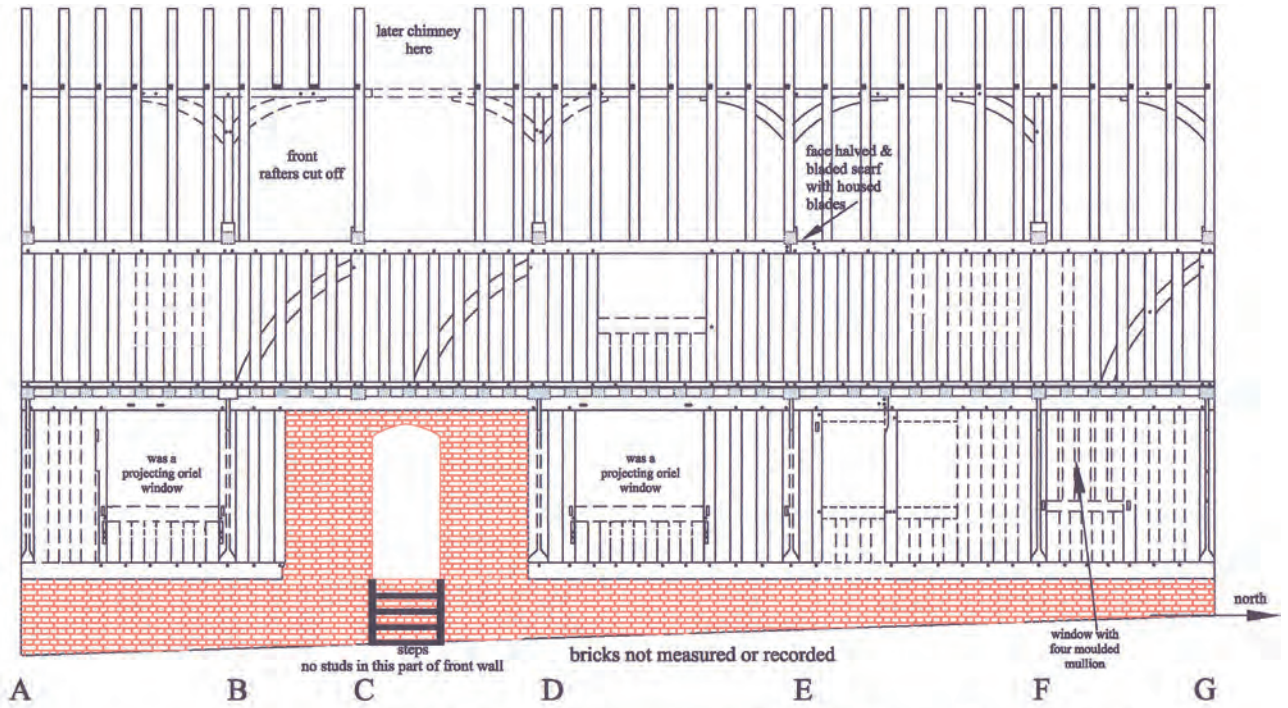 later chimney
here
front
rafters cut off
face halved &
bladed scarf
with housed
blades
was a
projecting oriel
window
was a
projecting oriel
window
north
steps
no studs in this part of front wall
bricks not measured or recorded
window with
four moulded
mullion
A B C D E F G